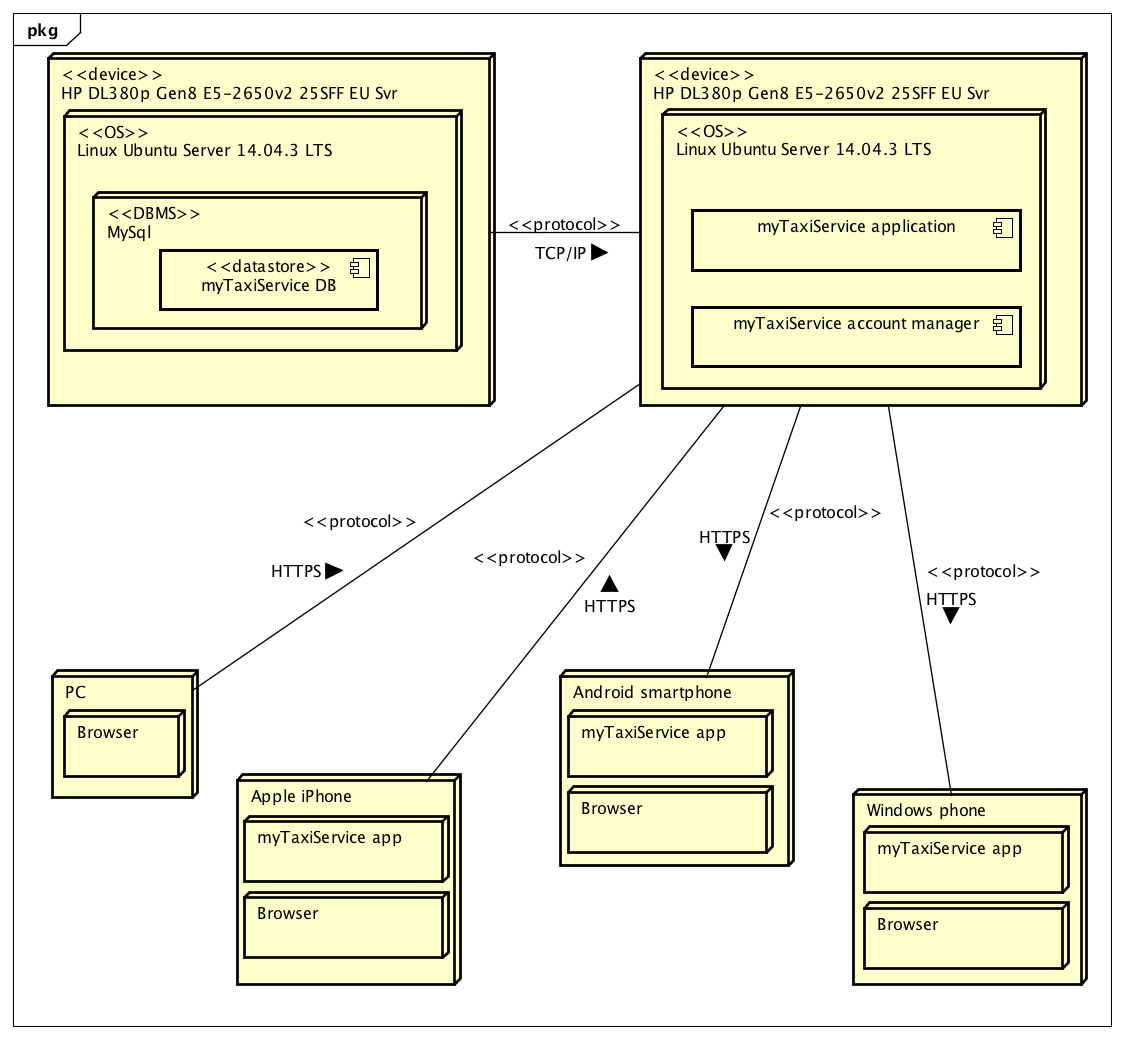 pkg
<<device>>
HP DL380p Gen8 E5-2650v2 25SFF EU Svr
<<OS>>
Linux Ubuntu Server 14.04.3 LTS
<<DBMS>>
MySql
<<datastore>>
myTaxiService DB
<<protocol>>
TCP/IP
<<device>>
HP DL380p Gen8 E5-2650v2 25SFF EU Svr
<<OS>>
Linux Ubuntu Server 14.04.3 LTS
myTaxiService application
myTaxiService account manager
<<protocol>>
HTTPS
<<protocol>>
HTTPS
<<protocol>>
HTTPS
<<protocol>>
HTTPS
PC
Browser
Apple iPhone
myTaxiService app
Browser
Android smartphone
myTaxiService app
Browser
Windows phone
myTaxiService app
Browser